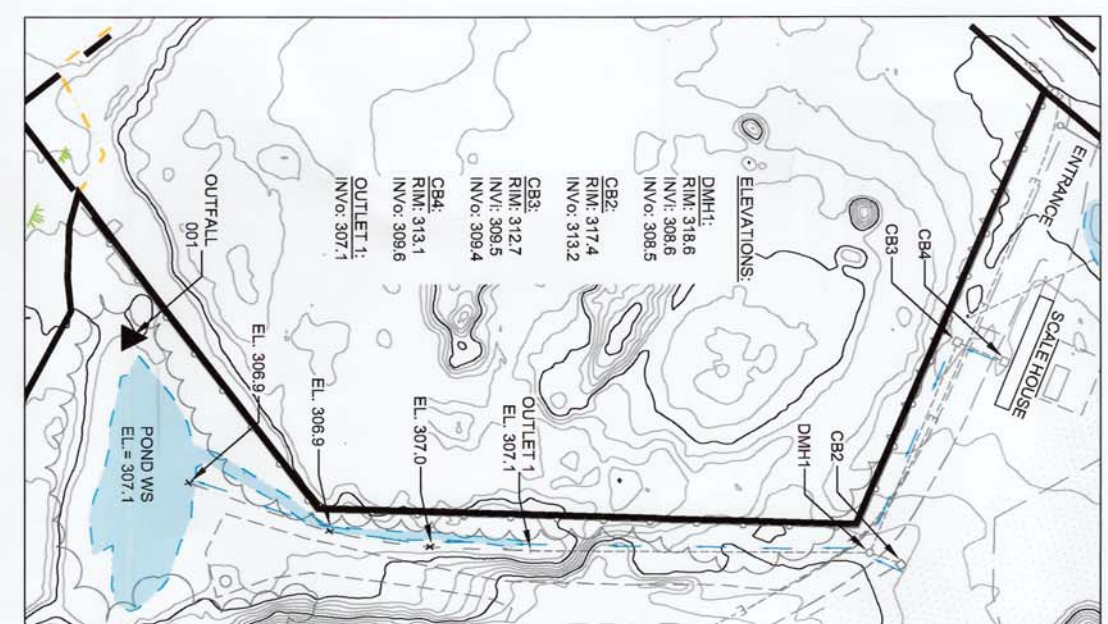 ENTRANCE
SCALE HOUSE
CB4
CB3
ELEVATIONS:
DMH1:
RIM: 318.6
INVi: 308.6
INVo: 308.5
CB2:
RIM: 317.4
INVo: 313.2
CB3:
RIM: 312.7
INVi: 309.5
INVo: 309.4
CB4:
RIM: 313.1
INVo: 309.6
OUTLET 1:
INVo: 307.1
CB2
DMH1
OUTLET 1
EL. 307.1
EL. 307.0
EL. 306.9
EL. 306.9
OUTFALL
001
POND WS
EL.= 307.1